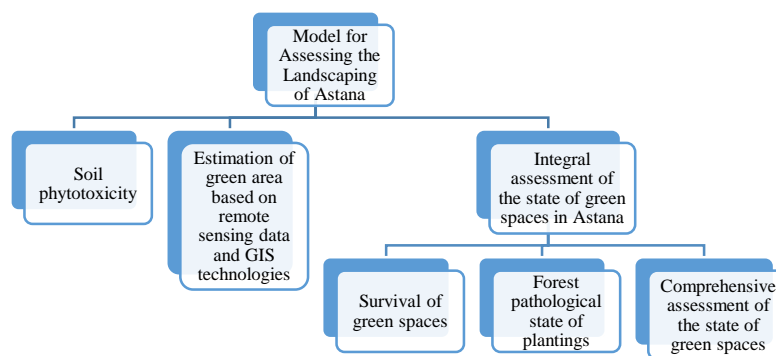 Model for
Assessing the
Landscaping
of Astana
Soil
phytotoxicity
Estimation of
green area
based on
remote
sensing data
and GIS
technologies
Integral
assessment of
the state of green
spaces in Astana
Survival of
green spaces
Forest
pathological
state of
plantings
Comprehensive
assessment of
the state of
green spaces